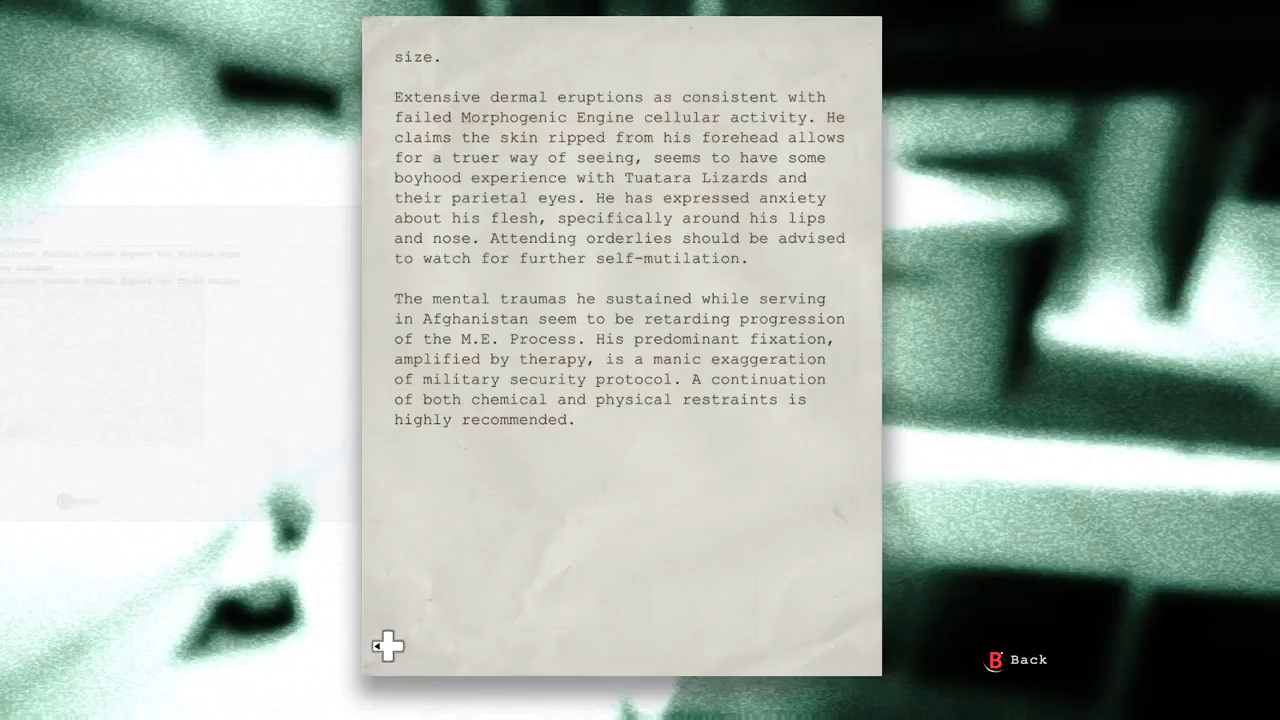 size.
Extensive dermal eruptions as consistent with
failed Morphogenic Engine cellular activity. He
claims the skin ripped from his forehead allows
for a truer way of seeing, seems to have some
boyhood experience with Tuatara Lizards and
their parietal eyes. He has expressed anxiety
about his flesh, specifically around his lips
and nose. Attending orderlies should be advised
to watch for further self-mutilation.
The mental traumas he sustained while serving
in Afghanistan seem to be retarding progression
of the M.E. Process. His predominant fixation,
amplified by therapy, is a manic exaggeration
of military security protocol. A continuation
of both chemical and physical restraints is
highly recommended.
B Back